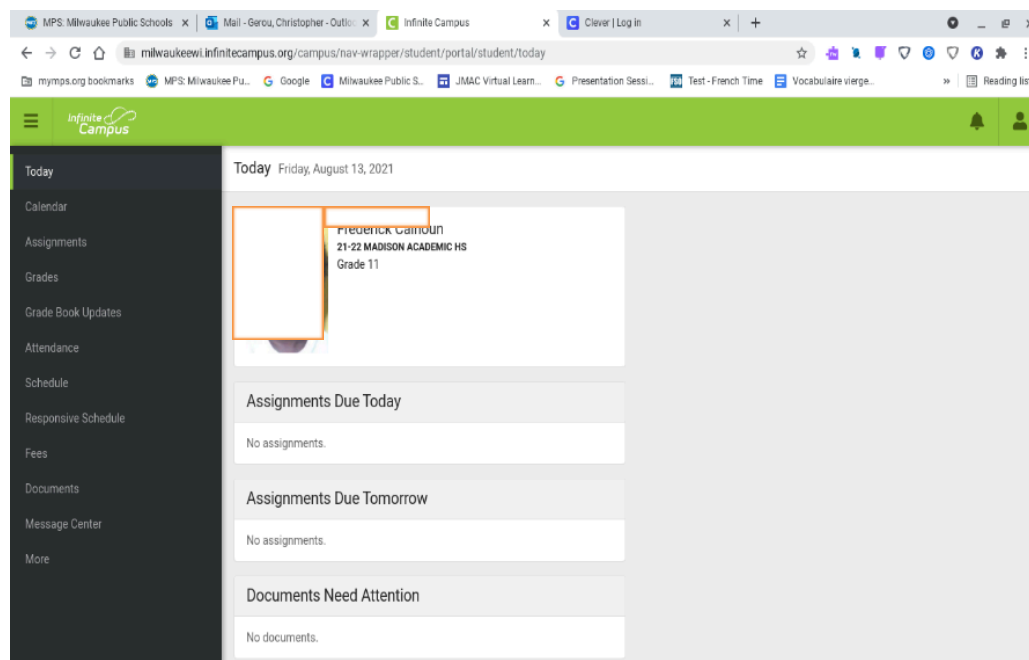 MPS: Milwaukee Public Schools
Mail - Gerou, Christopher - Outloo
Infinite Campus
Clever | Log in
milwaukeewi.infinitecampus.org/campus/nav-wrapper/student/portal/student/today
mymps.org bookmarks
MPS: Milwaukee Pu...
Google
Milwaukee Public S...
JMAC Virtual Learn...
Presentation Sessi...
Test - French Time
Vocabulaire vierge...
»
Reading lis
Infinite Campus
Today
Calendar
Assignments
Grades
Grade Book Updates
Attendance
Schedule
Responsive Schedule
Fees
Documents
Message Center
More
Today Friday, August 13, 2021
Frederick Calhoun
21-22 MADISON ACADEMIC HS
Grade 11
Assignments Due Today
No assignments.
Assignments Due Tomorrow
No assignments.
Documents Need Attention
No documents.